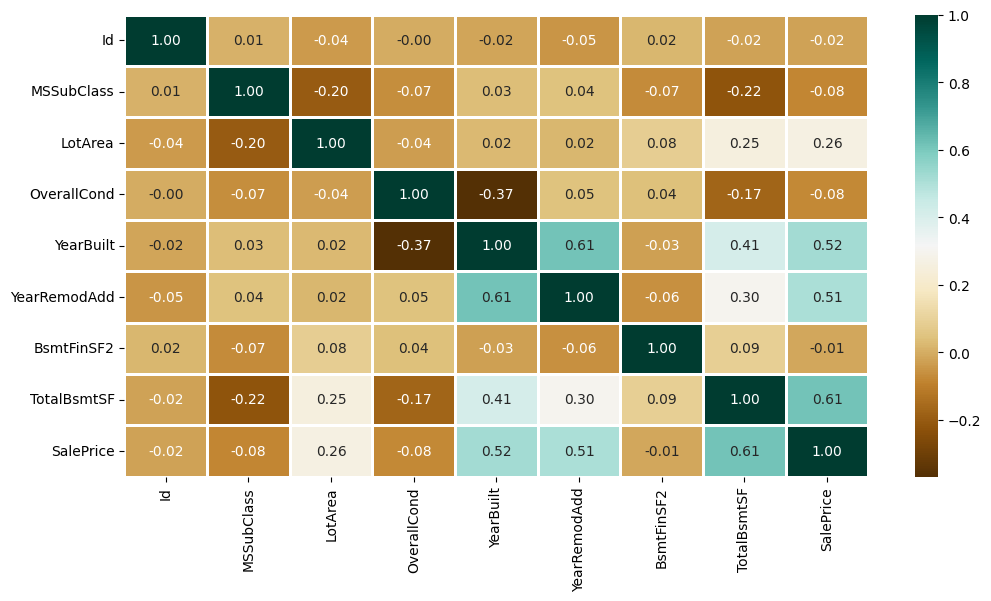 Id 1.00 0.01 -0.04 -0.00 -0.02 -0.05 0.02 -0.02 -0.02
MSSubClass 0.01 1.00 -0.20 -0.07 0.03 0.04 -0.07 -0.22 -0.08
LotArea -0.04 -0.20 1.00 -0.04 0.02 0.02 0.08 0.25 0.26
OverallCond -0.00 -0.07 -0.04 1.00 -0.37 0.05 0.04 -0.17 -0.08
YearBuilt -0.02 0.03 0.02 -0.37 1.00 0.61 -0.03 0.41 0.52
YearRemodAdd -0.05 0.04 0.02 0.05 0.61 1.00 -0.06 0.30 0.51
BsmtFinSF2 0.02 -0.07 0.08 0.04 -0.03 -0.06 1.00 0.09 -0.01
TotalBsmtSF -0.02 -0.22 0.25 -0.17 0.41 0.30 0.09 1.00 0.61
SalePrice -0.02 -0.08 0.26 -0.08 0.52 0.51 -0.01 0.61 1.00
Id
MSSubClass
LotArea
OverallCond
YearBuilt
YearRemodAdd
BsmtFinSF2
TotalBsmtSF
SalePrice
1.0
0.8
0.6
0.4
0.2
0.0
−0.2